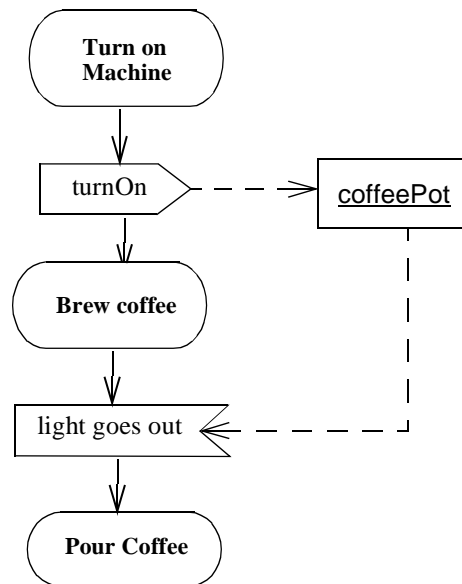 Turn on
Machine
turnOn
coffeePot
Brew coffee
light goes out
Pour Coffee